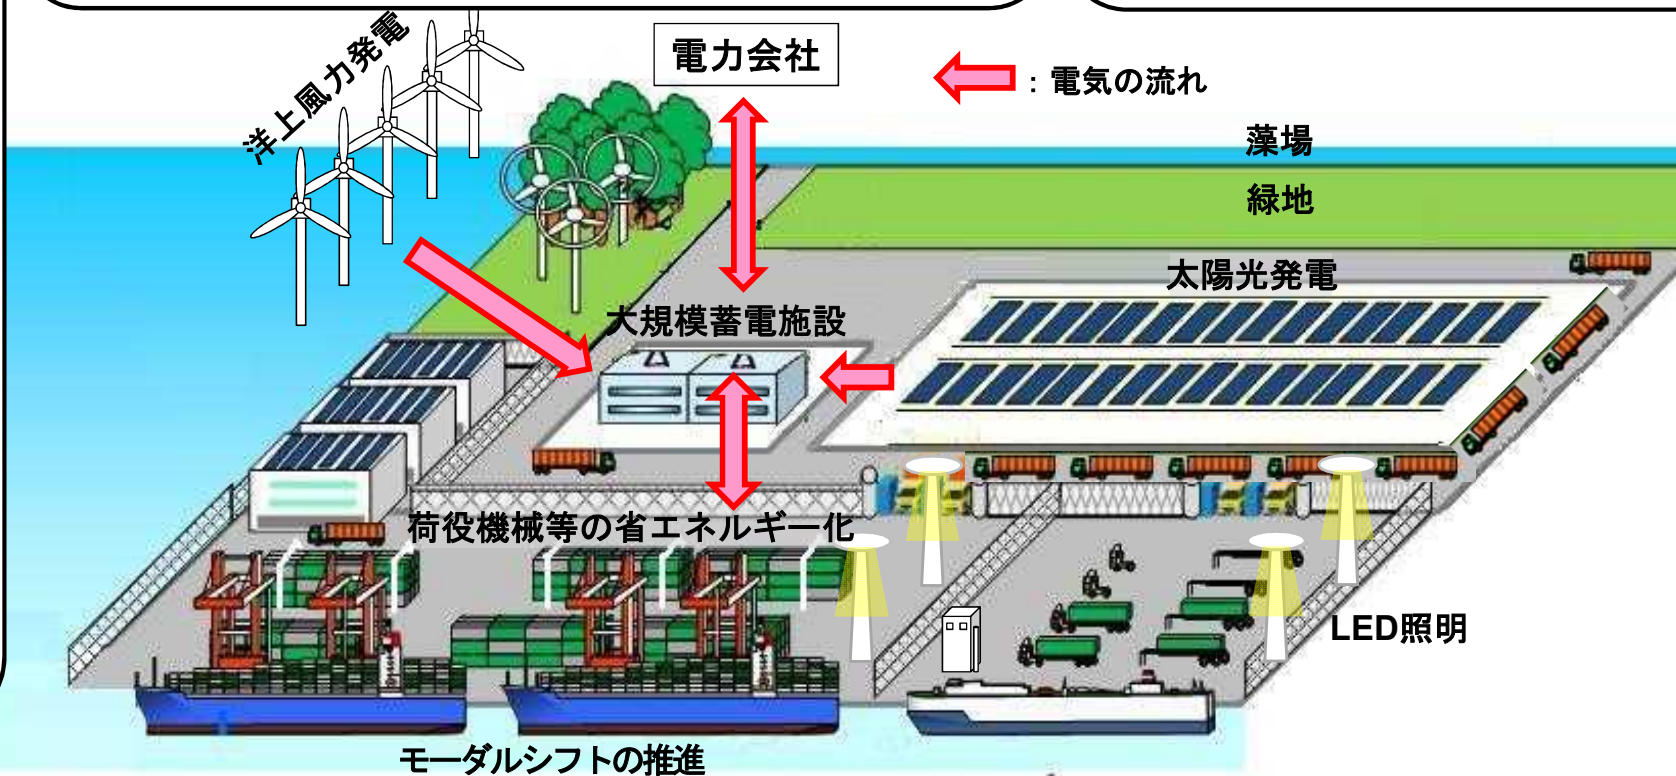 洋上風力発電
電力会社
：電気の流れ
藻場
緑地
太陽光発電
大規模蓄電施設
荷役機械等の省エネルギー化
LED照明
モーダルシフトの推進